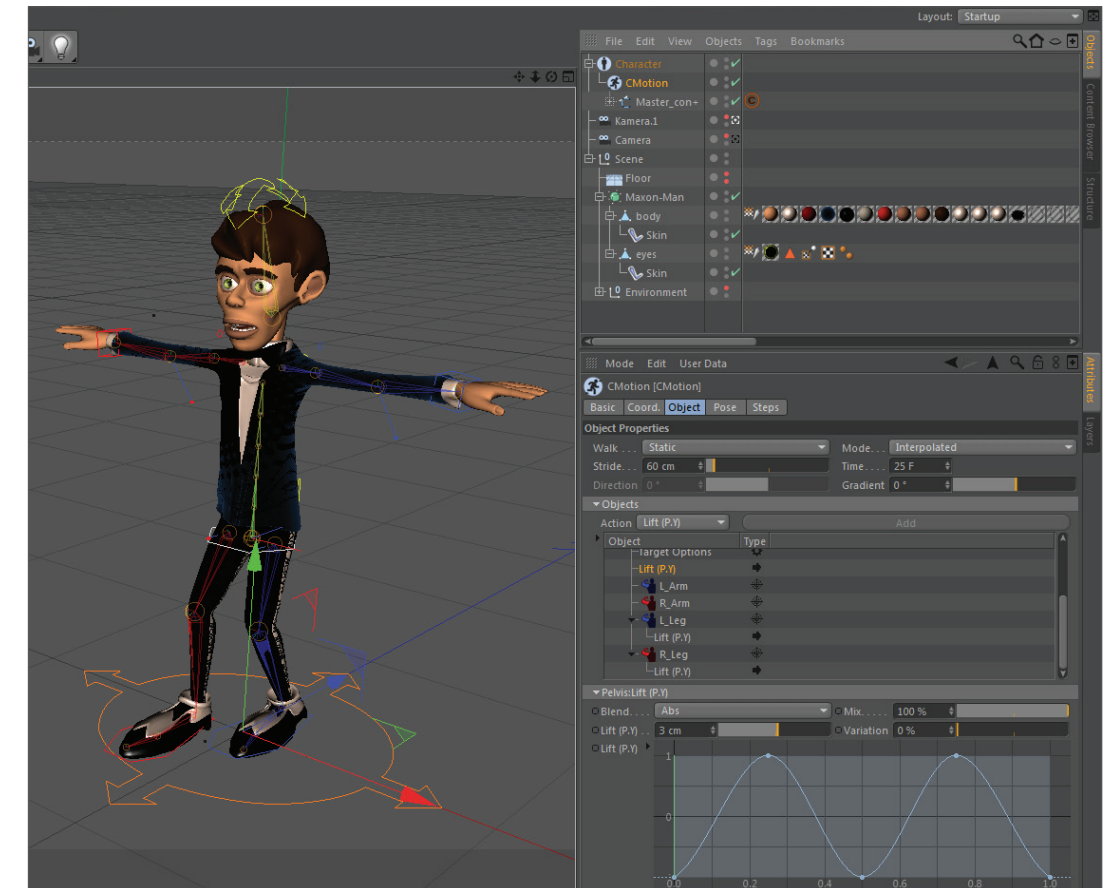 Layout: Startup
File Edit View Objects Tags Bookmarks
Objects
Content Browser
Structure
Character
CMotion
Master_con+
Kamera.1
Camera
Scene
Floor
Maxon-Man
body
Skin
eyes
Skin
Environment
Mode Edit User Data
Attributes
Layers
CMotion [CMotion]
Basic Coord. Object Pose Steps
Object Properties
Walk . . . Static Mode. . . Interpolated
Stride. . . 60 cm Time. . . . 25 F
Direction 0 ° Gradient 0 °
Objects
Action Lift (P.Y) Add
Object Type
Target Options
Lift (P.Y)
L_Arm
R_Arm
L_Leg
Lift (P.Y)
R_Leg
Lift (P.Y)
Pelvis:Lift (P.Y)
Blend. . . . Abs Mix. . . . . 100 %
Lift (P.Y) . . 3 cm Variation 0 %
Lift (P.Y)
1
0
0.0 0.2 0.4 0.6 0.8 1.0